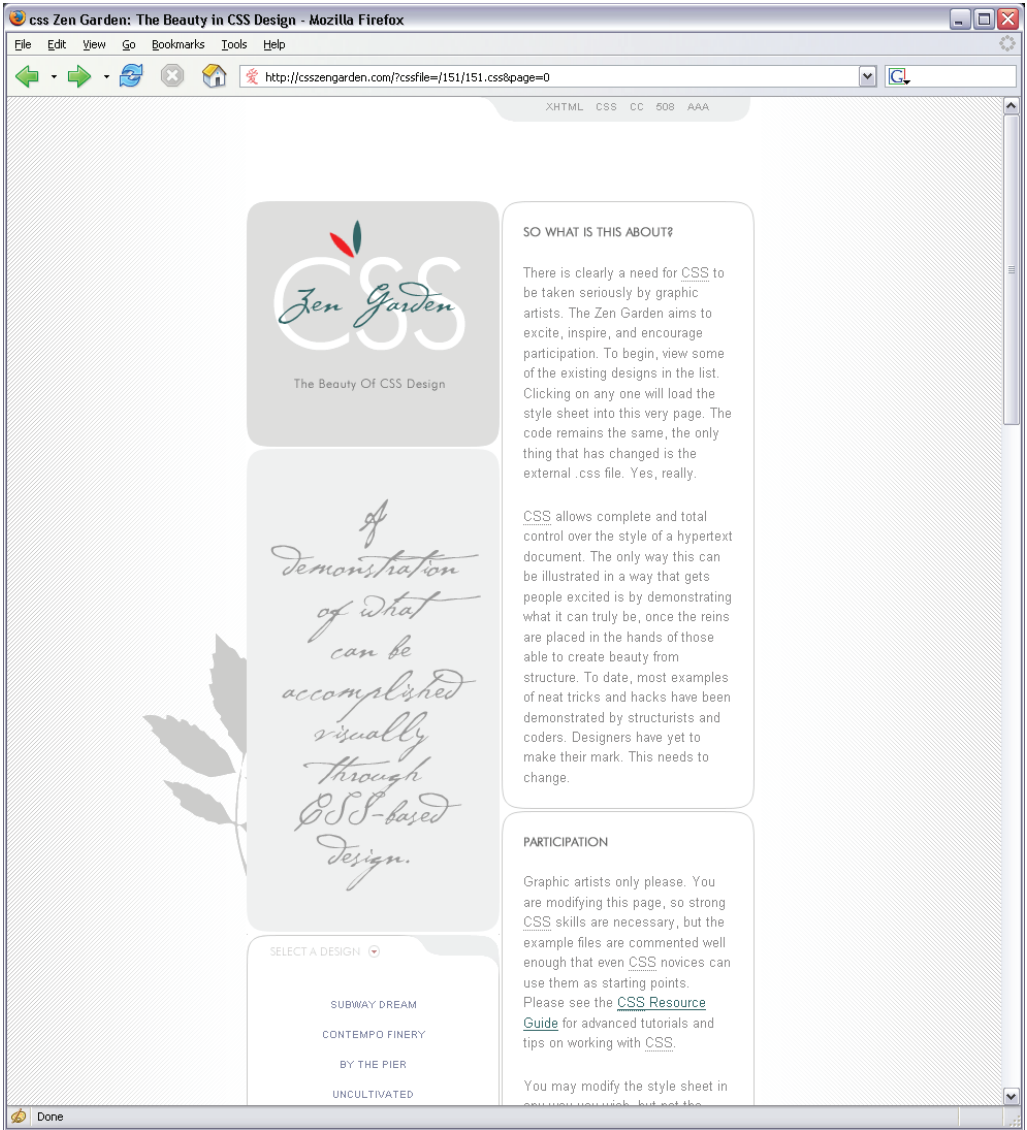 css Zen Garden: The Beauty in CSS Design - Mozilla Firefox
File Edit View Go Bookmarks Tools Help
http://csszengarden.com/?cssfile=/151/151.css&page=0
XHTML CSS CC 508 AAA
CSS
Zen Garden
The Beauty Of CSS Design
A
demonstration
of what
can be
accomplished
visually
through
CSS-based
design.
SELECT A DESIGN
SUBWAY DREAM
CONTEMPO FINERY
BY THE PIER
UNCULTIVATED
SO WHAT IS THIS ABOUT?
There is clearly a need for CSS to
be taken seriously by graphic
artists. The Zen Garden aims to
excite, inspire, and encourage
participation. To begin, view some
of the existing designs in the list.
Clicking on any one will load the
style sheet into this very page. The
code remains the same, the only
thing that has changed is the
external .css file. Yes, really.
CSS allows complete and total
control over the style of a hypertext
document. The only way this can
be illustrated in a way that gets
people excited is by demonstrating
what it can truly be, once the reins
are placed in the hands of those
able to create beauty from
structure. To date, most examples
of neat tricks and hacks have been
demonstrated by structurists and
coders. Designers have yet to
make their mark. This needs to
change.
PARTICIPATION
Graphic artists only please. You
are modifying this page, so strong
CSS skills are necessary, but the
example files are commented well
enough that even CSS novices can
use them as starting points.
Please see the CSS Resource
Guide for advanced tutorials and
tips on working with CSS.
You may modify the style sheet in
Done